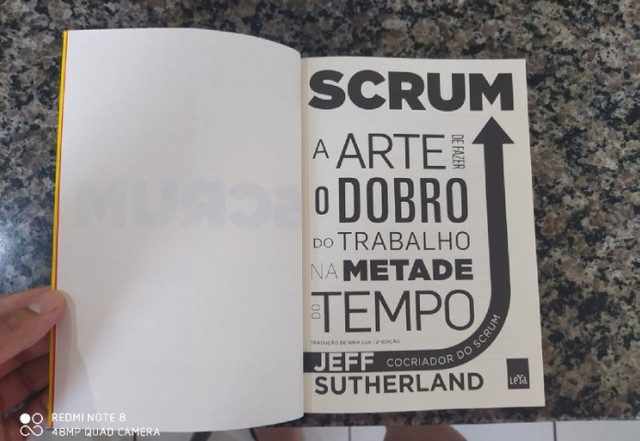 SCRUM
A ARTE DE FAZER
O DOBRO
DO TRABALHO
NA METADE
DO TEMPO
TRADUÇÃO DE NINA LUA | 2ª EDIÇÃO
JEFF
SUTHERLAND
COCRIADOR DO SCRUM
LeYa
SCRUM
REDMI NOTE 8
48MP QUAD CAMERA